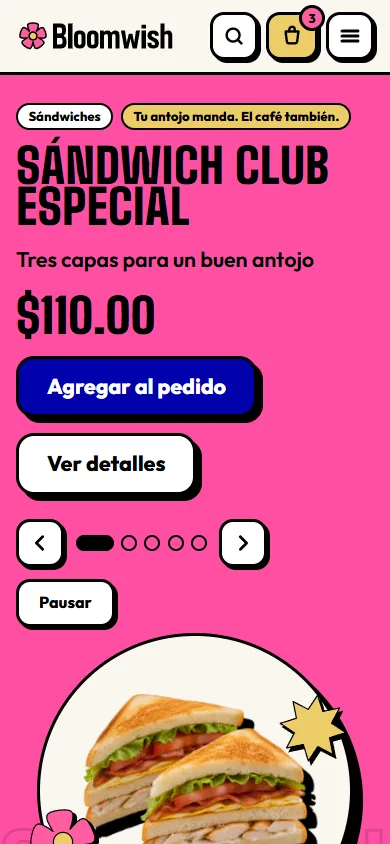 Bloomwish
3
Sándwiches
Tu antojo manda. El café también.
SÁNDWICH CLUB
ESPECIAL
Tres capas para un buen antojo
$110.00
Agregar al pedido
Ver detalles
Pausar